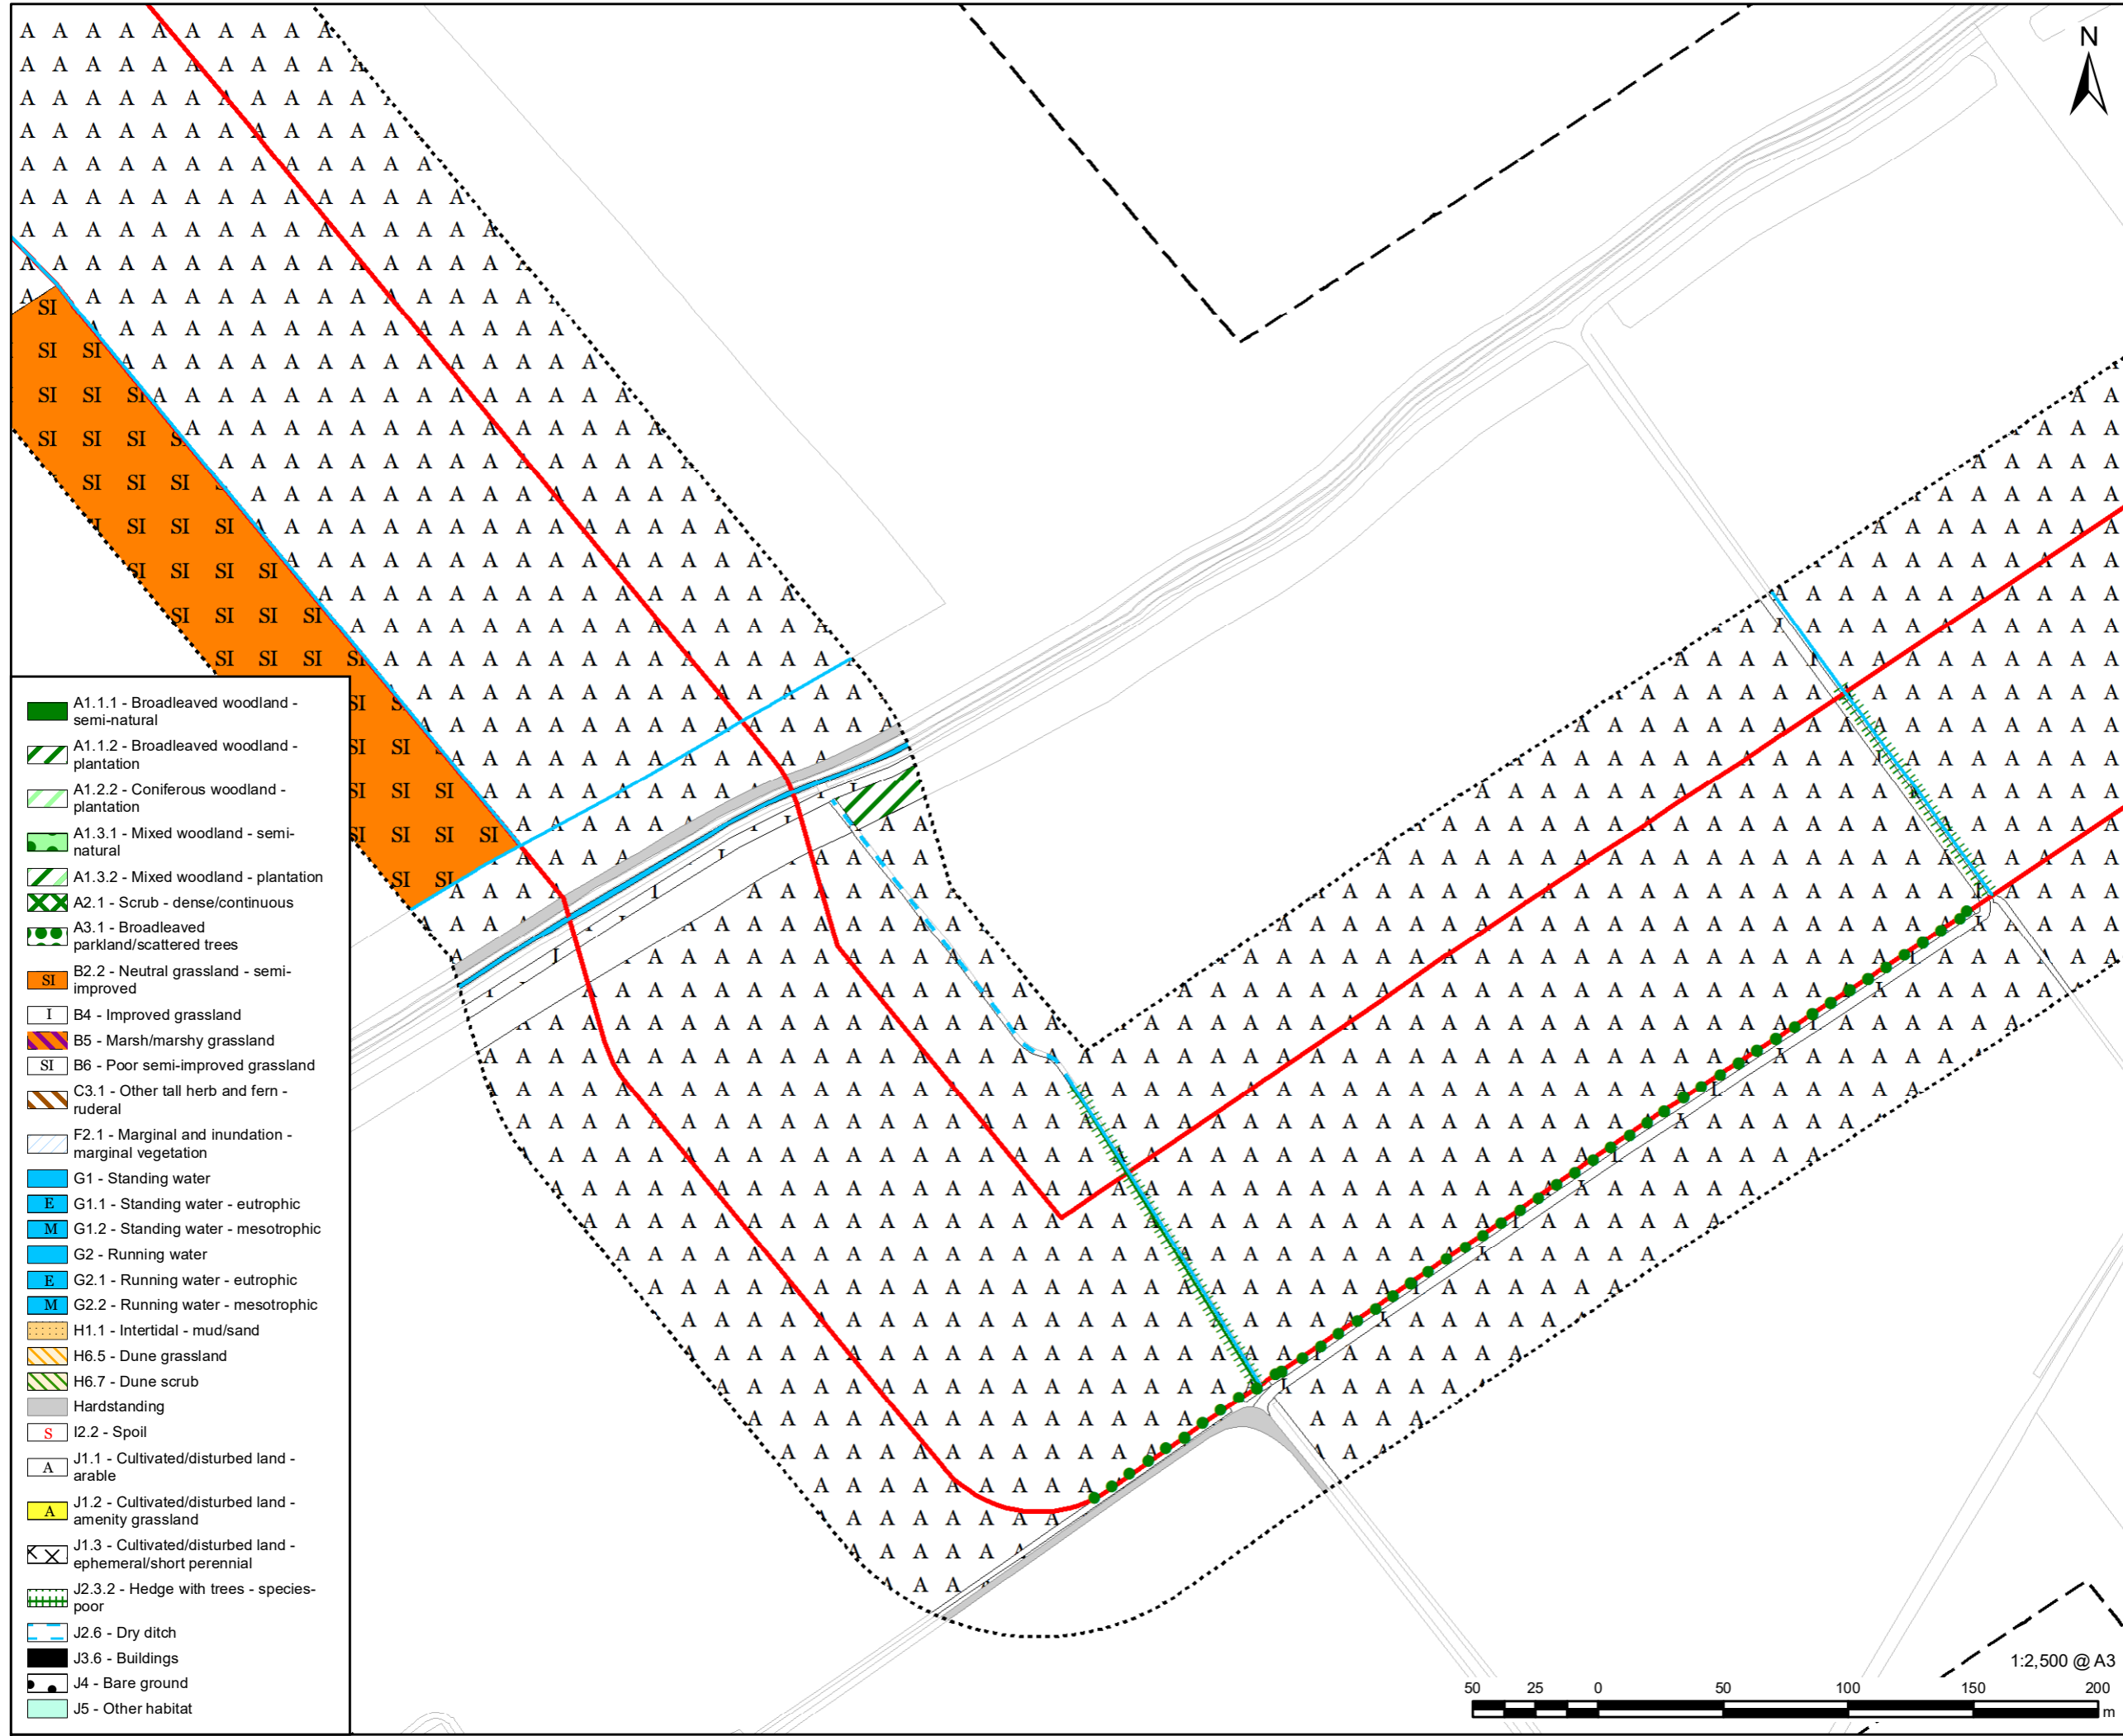 N
A1.1.1 - Broadleaved woodland -
semi-natural
A1.1.2 - Broadleaved woodland -
plantation
A1.2.2 - Coniferous woodland -
plantation
A1.3.1 - Mixed woodland - semi-
natural
A1.3.2 - Mixed woodland - plantation
A2.1 - Scrub - dense/continuous
A3.1 - Broadleaved
parkland/scattered trees
SI B2.2 - Neutral grassland - semi-
improved
I B4 - Improved grassland
B5 - Marsh/marshy grassland
SI B6 - Poor semi-improved grassland
C3.1 - Other tall herb and fern -
ruderal
F2.1 - Marginal and inundation -
marginal vegetation
G1 - Standing water
E G1.1 - Standing water - eutrophic
M G1.2 - Standing water - mesotrophic
G2 - Running water
E G2.1 - Running water - eutrophic
M G2.2 - Running water - mesotrophic
H1.1 - Intertidal - mud/sand
H6.5 - Dune grassland
H6.7 - Dune scrub
Hardstanding
S I2.2 - Spoil
A J1.1 - Cultivated/disturbed land -
arable
A J1.2 - Cultivated/disturbed land -
amenity grassland
J1.3 - Cultivated/disturbed land -
ephemeral/short perennial
J2.3.2 - Hedge with trees - species-
poor
J2.6 - Dry ditch
J3.6 - Buildings
J4 - Bare ground
J5 - Other habitat
1:2,500 @ A3
50 25 0 50 100 150 200
m